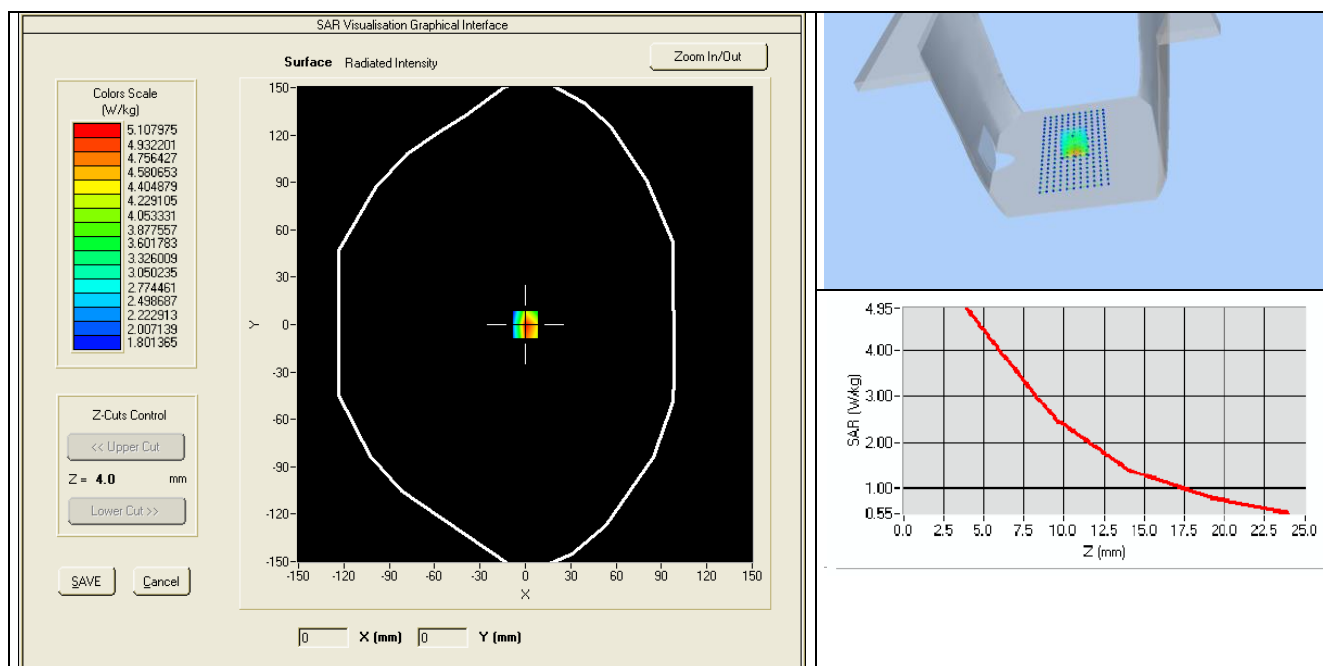 SAR Visualisation Graphical Interface
Surface Radiated Intensity
Zoom In/Out
Colors Scale
(W/kg)
5.107975
4.932201
4.756427
4.580653
4.404879
4.229105
4.053331
3.877557
3.601783
3.326009
3.050235
2.774461
2.498687
2.222913
2.007139
1.801365
Z-Cuts Control
<< Upper Cut
Z = 4.0 mm
Lower Cut >>
SAVE Cancel
150
120
90
60
30
0
-30
-60
-90
-120
-150
Y
-150 -120 -90 -60 -30 0 30 60 90 120 150
X
0 X (mm) 0 Y (mm)
4.95
4.00
3.00
2.00
1.00
0.55
SAR (W/kg)
0.0 2.5 5.0 7.5 10.0 12.5 15.0 17.5 20.0 22.5 25.0
Z (mm)